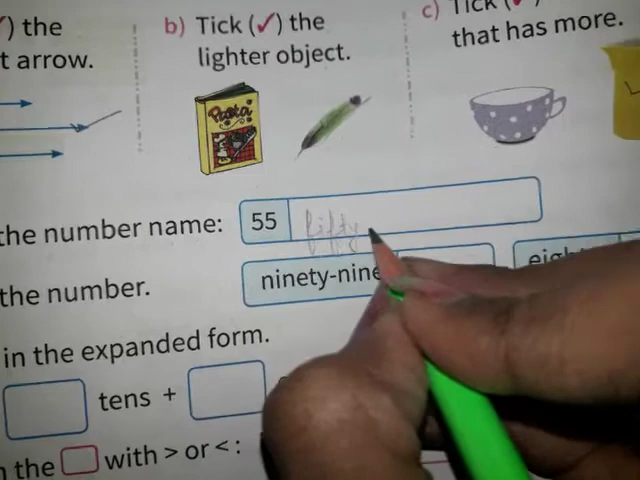 ) the
t arrow.
b) Tick (✓) the
lighter object.
c) Tick (✓)
that has more.
Pasta
the number name: 55 fifty
the number. ninety-nine
in the expanded form.
tens +
the with > or < :